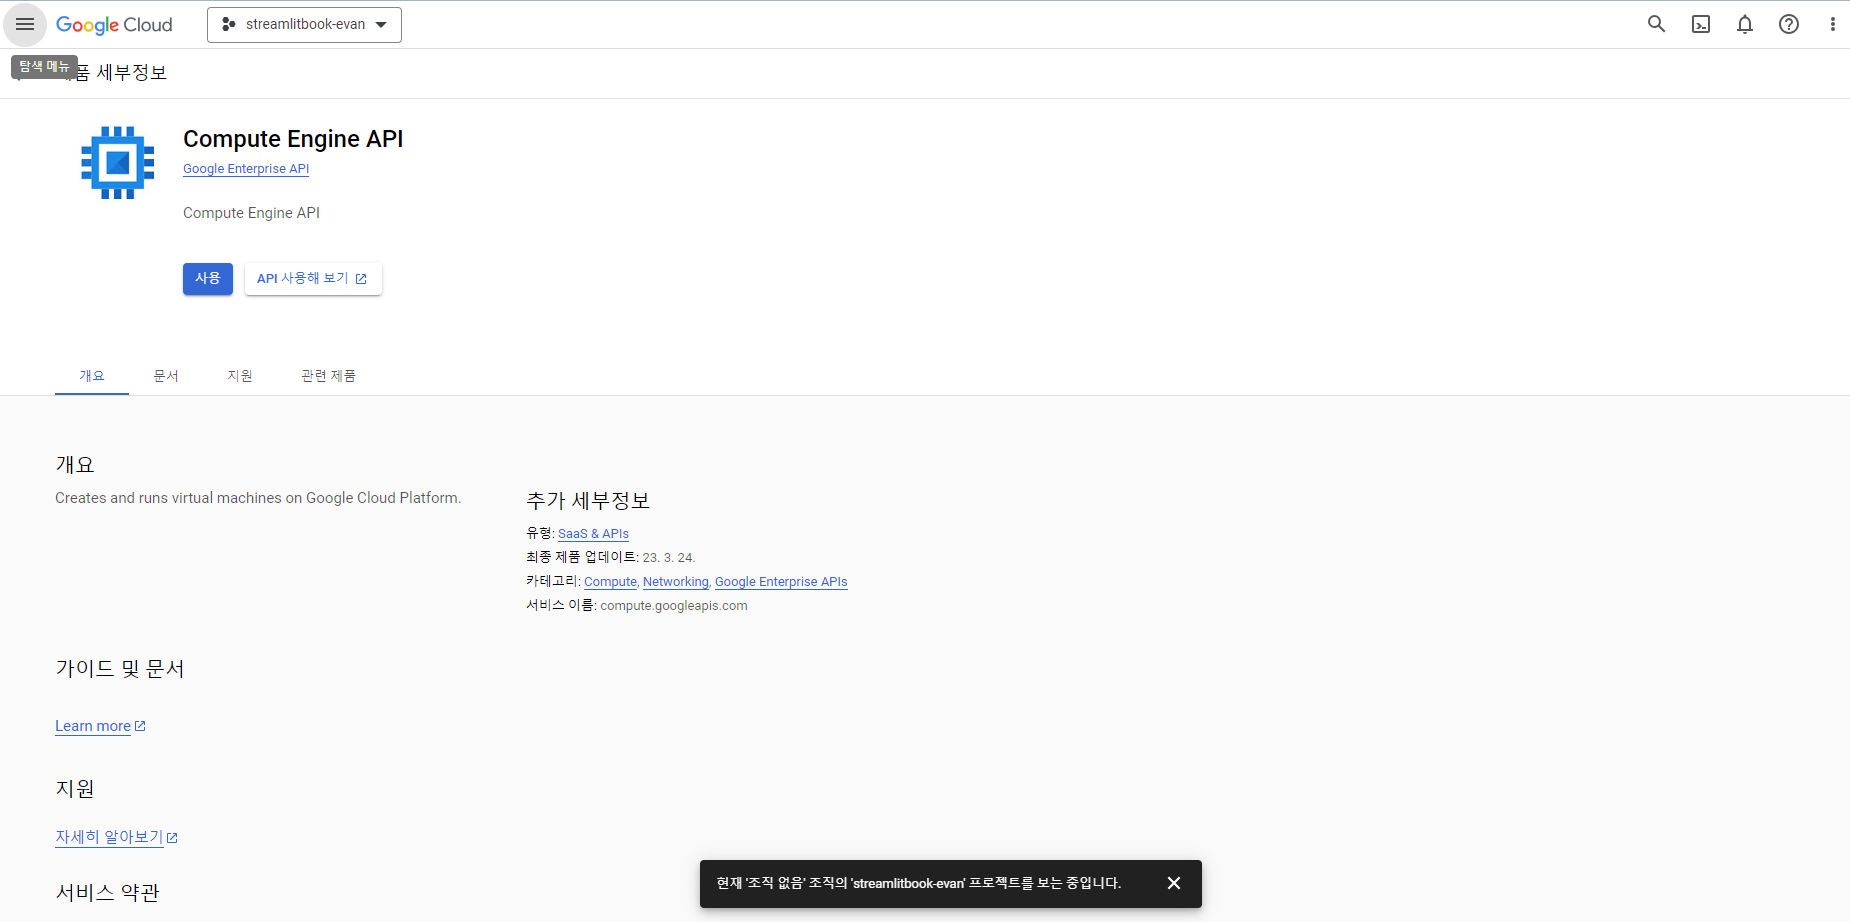 Google Cloud
streamlitbook-evan
탐색 메뉴
품 세부정보
Compute Engine API
Google Enterprise API
Compute Engine API
사용
API 사용해 보기
개요
문서
지원
관련 제품
개요
Creates and runs virtual machines on Google Cloud Platform.
추가 세부정보
유형: SaaS & APIs
최종 제품 업데이트: 23. 3. 24.
카테고리: Compute, Networking, Google Enterprise APIs
서비스 이름: compute.googleapis.com
가이드 및 문서
Learn more
지원
자세히 알아보기
서비스 약관
현재 '조직 없음' 조직의 'streamlitbook-evan' 프로젝트를 보는 중입니다.